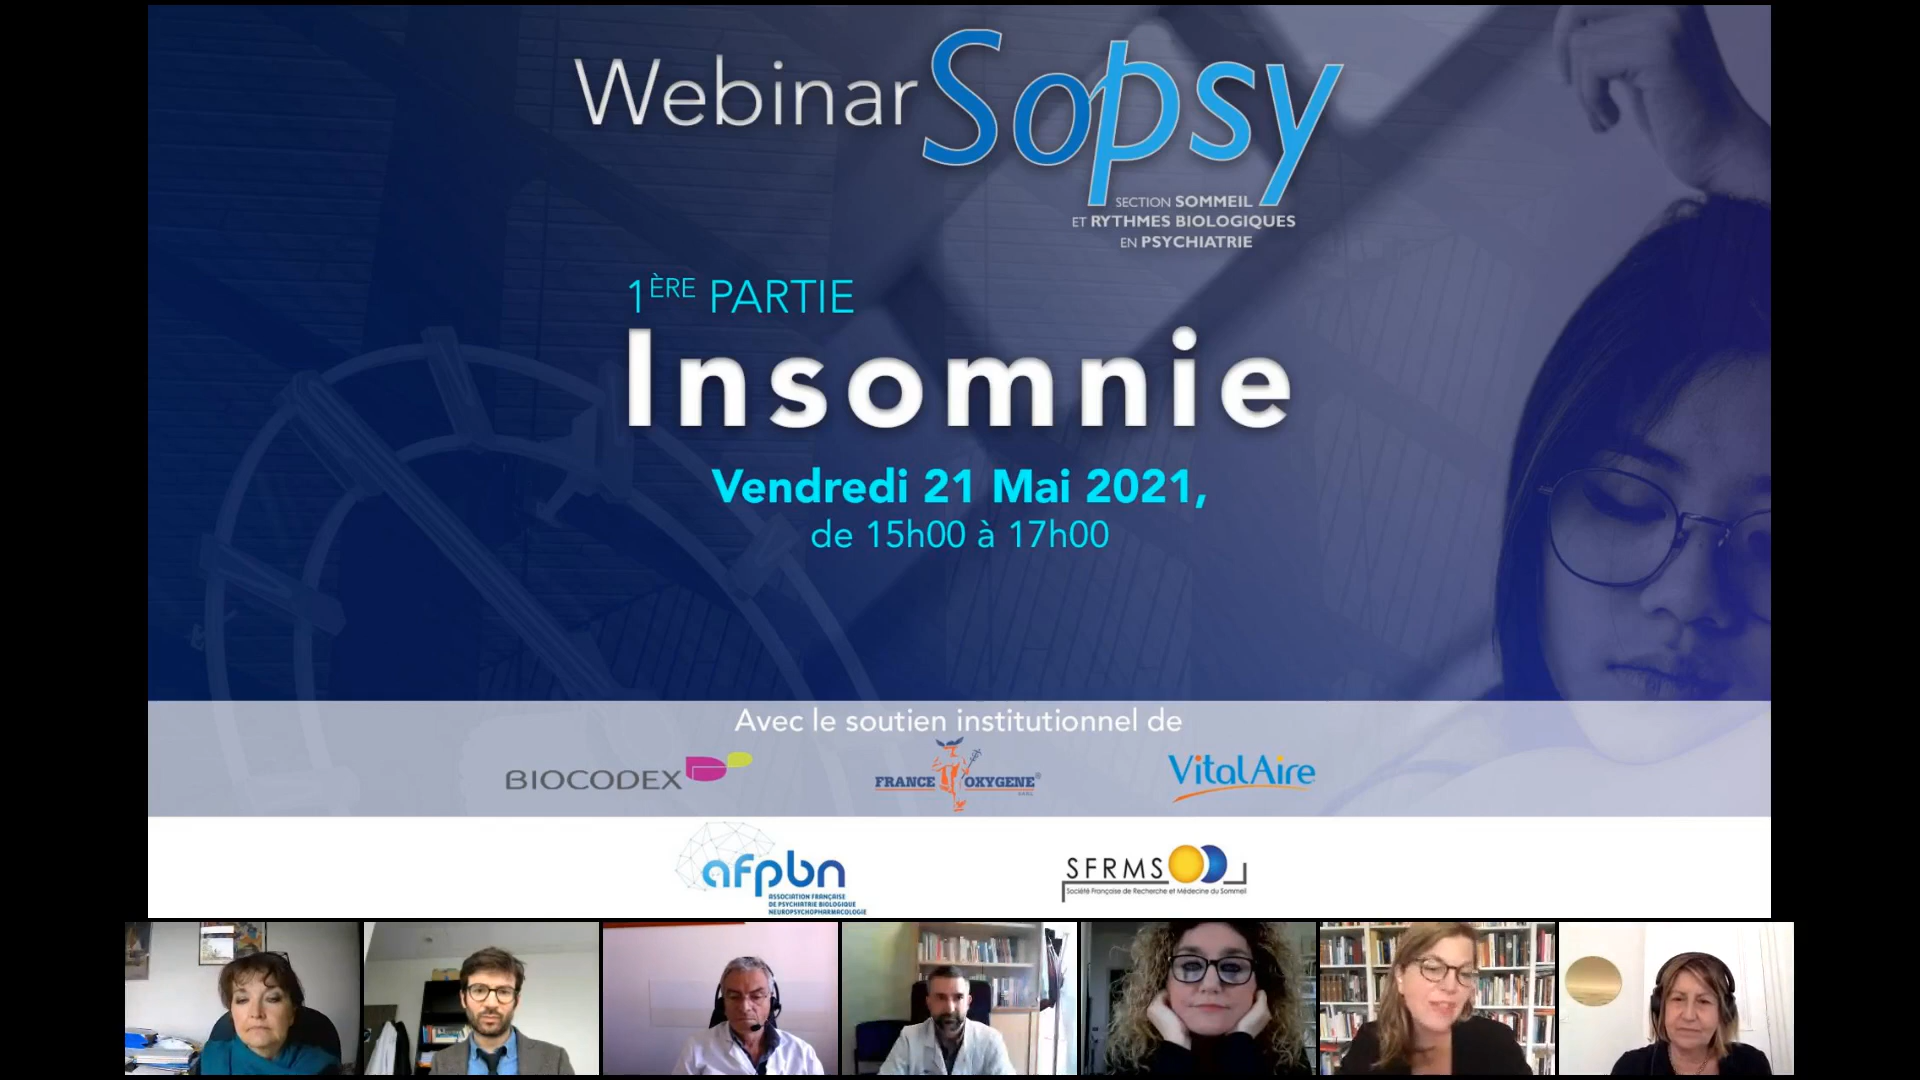 Webinar Sopsy
SECTION SOMMEIL
ET RYTHMES BIOLOGIQUES
EN PSYCHIATRIE
1ÈRE PARTIE
Insomnie
Vendredi 21 Mai 2021,
de 15h00 à 17h00
Avec le soutien institutionnel de
BIOCODEX
FRANCE OXYGENE®
VitalAire
afpbn
ASSOCIATION FRANÇAISE
DE PSYCHIATRIE BIOLOGIQUE
NEUROPSYCHOPHARMACOLOGIE
SFRMS
Société Française de Recherche et Médecine du Sommeil